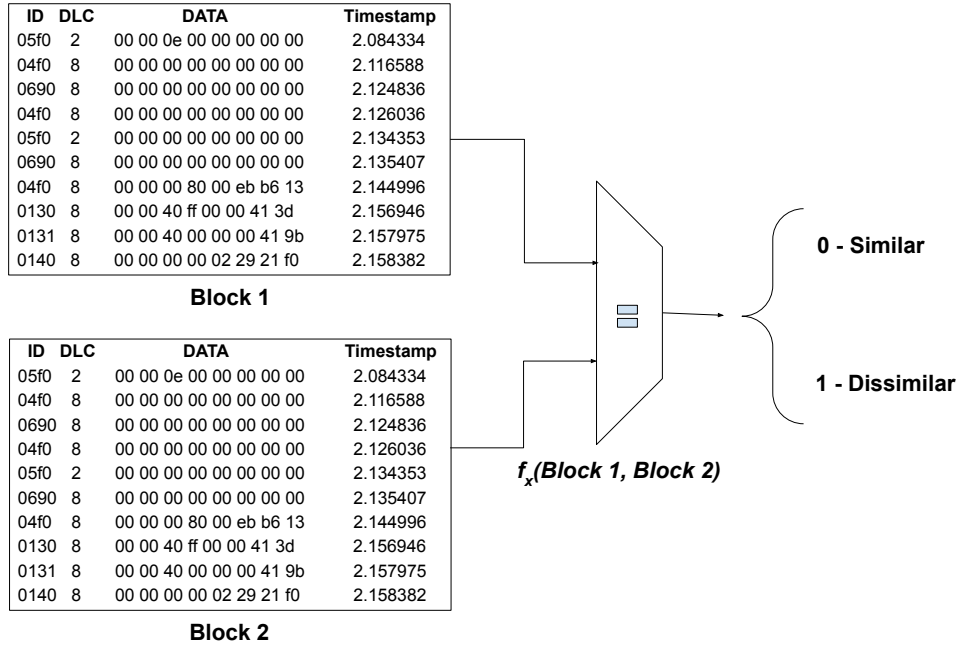 ID DLC DATA Timestamp
05f0 2 00 00 0e 00 00 00 00 00 2.084334
04f0 8 00 00 00 00 00 00 00 00 2.116588
0690 8 00 00 00 00 00 00 00 00 2.124836
04f0 8 00 00 00 00 00 00 00 00 2.126036
05f0 2 00 00 00 00 00 00 00 00 2.134353
0690 8 00 00 00 00 00 00 00 00 2.135407
04f0 8 00 00 00 80 00 eb b6 13 2.144996
0130 8 00 00 40 ff 00 00 41 3d 2.156946
0131 8 00 00 40 00 00 00 41 9b 2.157975
0140 8 00 00 00 00 02 29 21 f0 2.158382
Block 1
ID DLC DATA Timestamp
05f0 2 00 00 0e 00 00 00 00 00 2.084334
04f0 8 00 00 00 00 00 00 00 00 2.116588
0690 8 00 00 00 00 00 00 00 00 2.124836
04f0 8 00 00 00 00 00 00 00 00 2.126036
05f0 2 00 00 00 00 00 00 00 00 2.134353
0690 8 00 00 00 00 00 00 00 00 2.135407
04f0 8 00 00 00 80 00 eb b6 13 2.144996
0130 8 00 00 40 ff 00 00 41 3d 2.156946
0131 8 00 00 40 00 00 00 41 9b 2.157975
0140 8 00 00 00 00 02 29 21 f0 2.158382
Block 2
fx(Block 1, Block 2)
0 - Similar
1 - Dissimilar